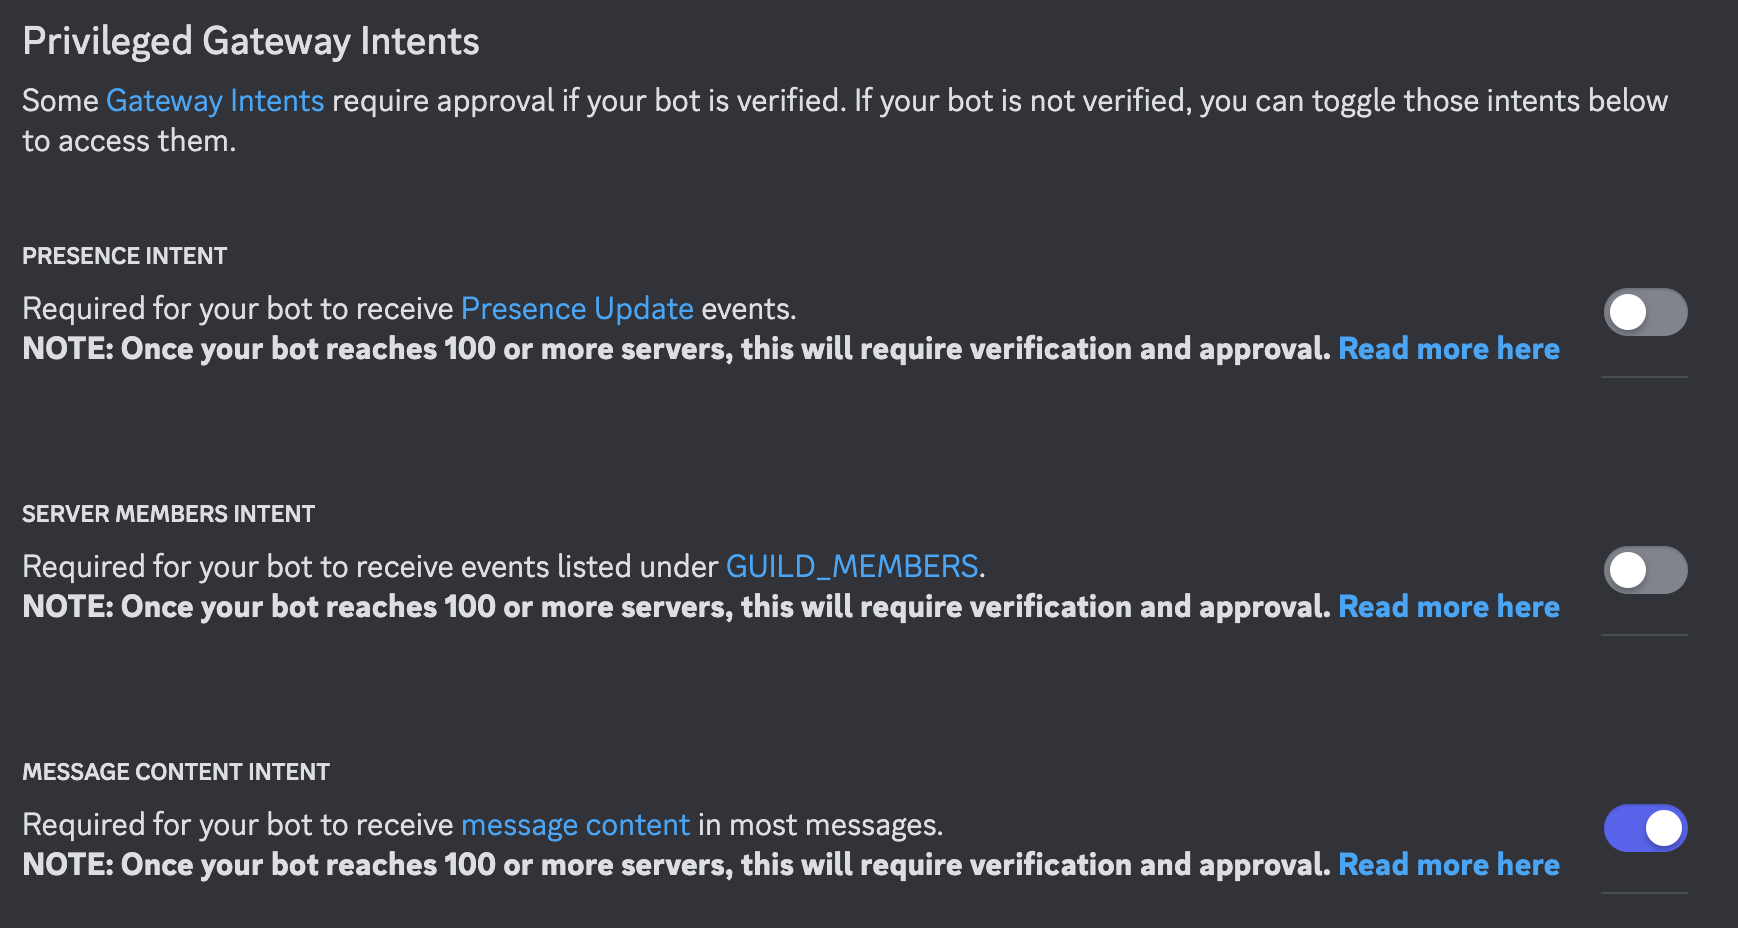 Privileged Gateway Intents
Some Gateway Intents require approval if your bot is verified. If your bot is not verified, you can toggle those intents below
to access them.
PRESENCE INTENT
Required for your bot to receive Presence Update events.
NOTE: Once your bot reaches 100 or more servers, this will require verification and approval. Read more here
SERVER MEMBERS INTENT
Required for your bot to receive events listed under GUILD_MEMBERS.
NOTE: Once your bot reaches 100 or more servers, this will require verification and approval. Read more here
MESSAGE CONTENT INTENT
Required for your bot to receive message content in most messages.
NOTE: Once your bot reaches 100 or more servers, this will require verification and approval. Read more here